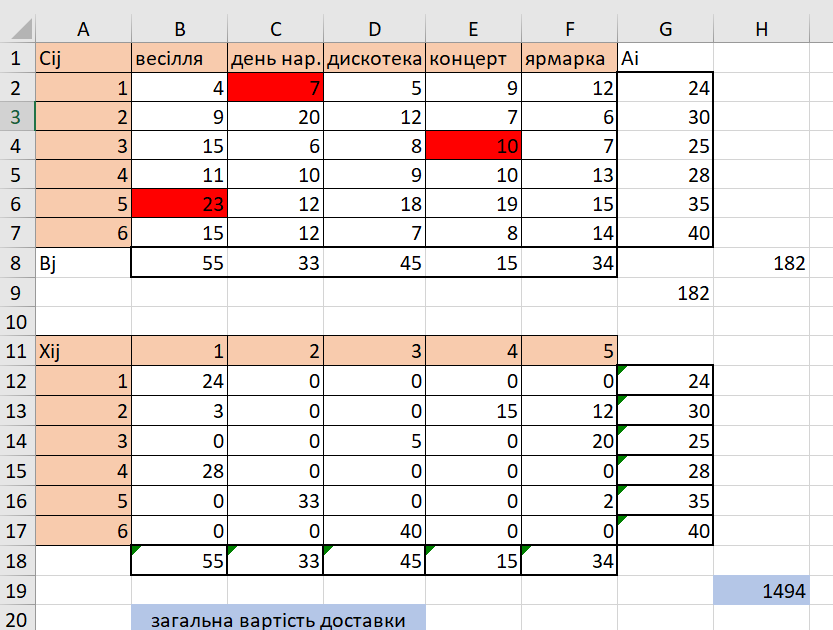 A B C D E F G H
1 Cij весілля день нар. дискотека концерт ярмарка Ai
2 1 4 7 5 9 12 24
3 2 9 20 12 7 6 30
4 3 15 6 8 10 7 25
5 4 11 10 9 10 13 28
6 5 23 12 18 19 15 35
7 6 15 12 7 8 14 40
8 Bj 55 33 45 15 34 182
9 182
10
11 Xij 1 2 3 4 5
12 1 24 0 0 0 0 24
13 2 3 0 0 15 12 30
14 3 0 0 5 0 20 25
15 4 28 0 0 0 0 28
16 5 0 33 0 0 2 35
17 6 0 0 40 0 0 40
18 55 33 45 15 34
19 1494
20 загальна вартість доставки